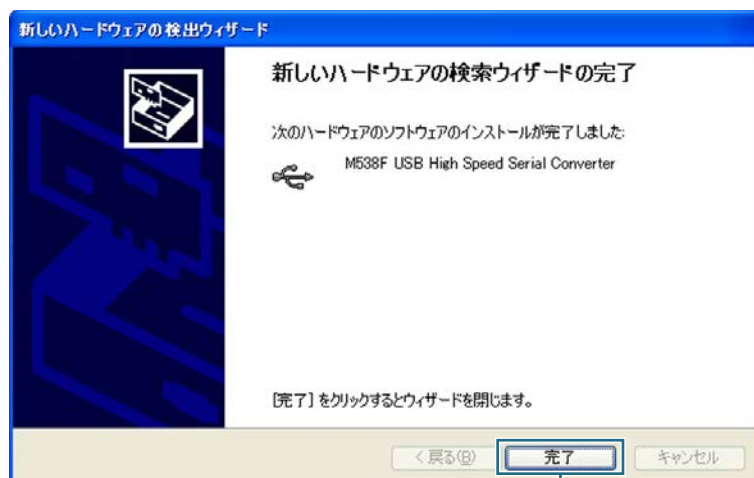 新しいハードウェアの検出ウィザード
新しいハードウェアの検索ウィザードの完了
次のハードウェアのソフトウェアのインストールが完了しました:
M538F USB High Speed Serial Converter
[完了] をクリックするとウィザードを閉じます。
< 戻る(B)
完了
キャンセル